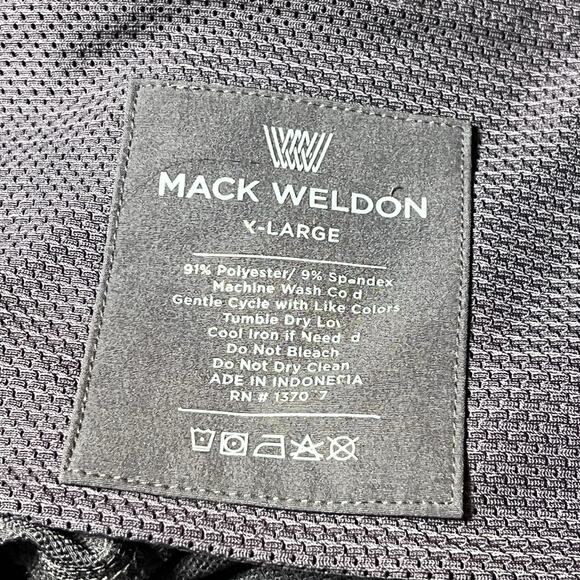 MACK WELDON
X-LARGE
91% Polyester/ 9% Spandex
Machine Wash Co d
Gentle Cycle with Like Colors
Tumble Dry Lo
Cool Iron if Need d
Do Not Bleach
Do Not Dry Clean
ADE IN INDONESIA
RN # 1370 7